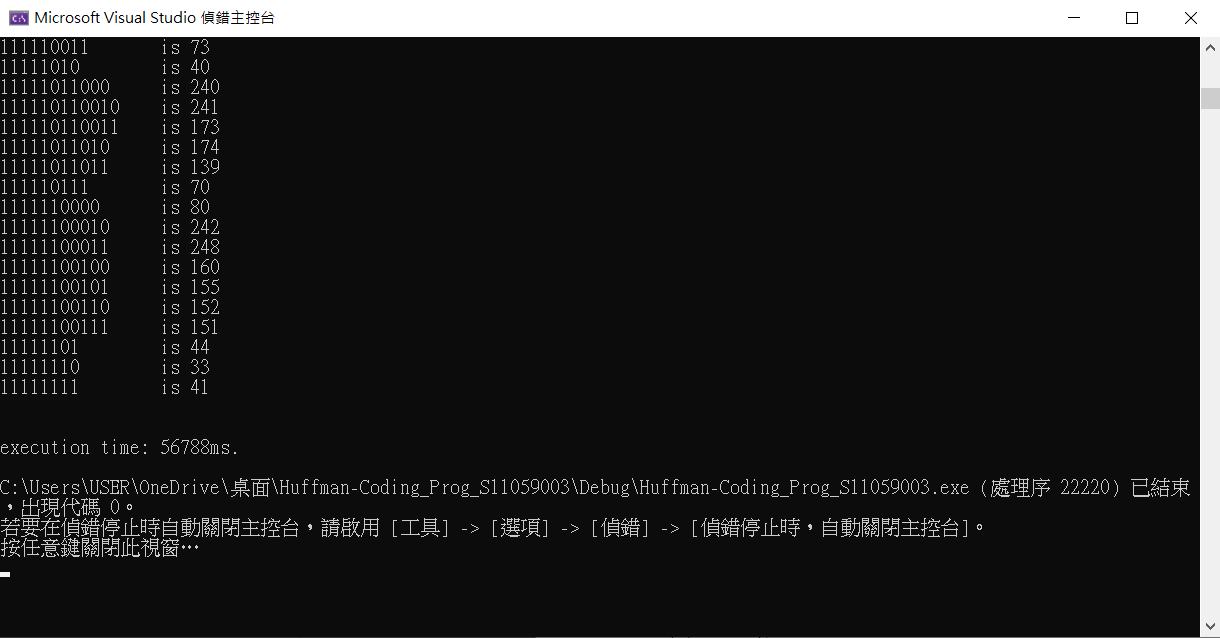 Microsoft Visual Studio 偵錯主控台
111110011 is 73
11111010 is 40
11111011000 is 240
111110110010 is 241
111110110011 is 173
11111011010 is 174
11111011011 is 139
111110111 is 70
1111110000 is 80
11111100010 is 242
11111100011 is 248
11111100100 is 160
11111100101 is 155
11111100110 is 152
11111100111 is 151
11111101 is 44
11111110 is 33
11111111 is 41
execution time: 56788ms.
C:\Users\USER\OneDrive\桌面\Huffman-Coding_Prog_S11059003\Debug\Huffman-Coding_Prog_S11059003.exe (處理序 22220) 已結束
，出現代碼 0。
若要在偵錯停止時自動關閉主控台，請啟用 [工具] -> [選項] -> [偵錯] -> [偵錯停止時，自動關閉主控台]。
按任意鍵關閉此視窗…